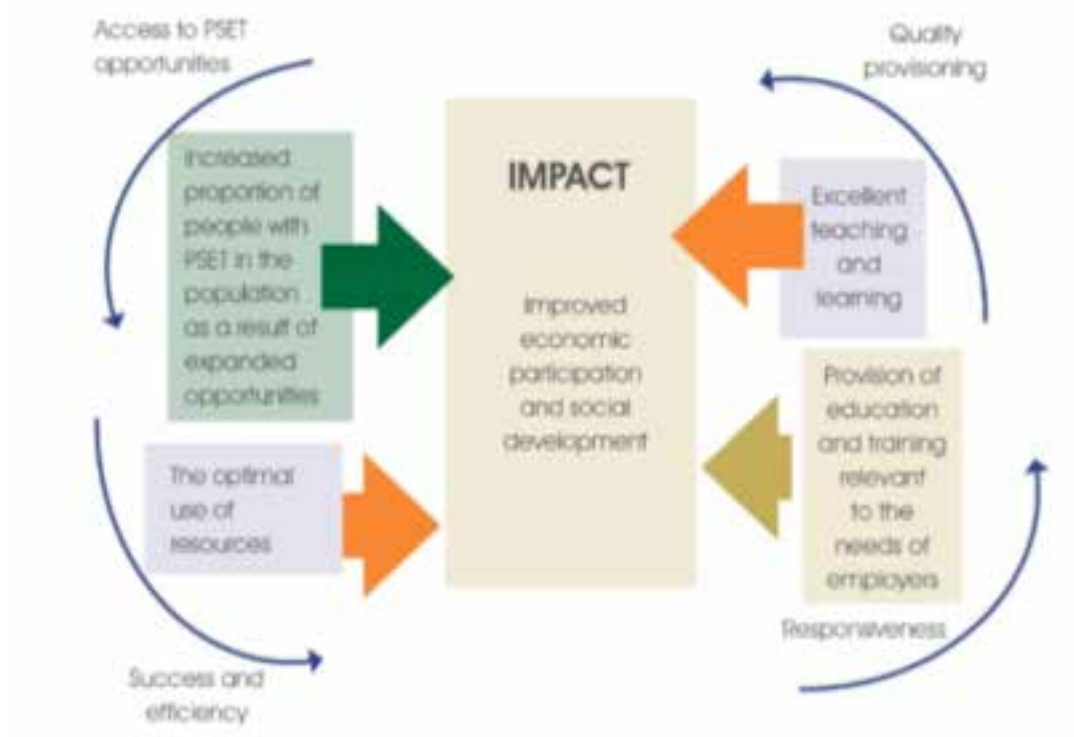 Access to PSET
opportunities
Increased
proportion of
people with
PSET in the
population
as a result of
expanded
opportunities
The optimal
use of
resources
Success and
efficiency
IMPACT
Improved
economic
participation
and social
development
Quality
provisioning
Excellent
teaching
and
learning
Provision of
education
and training
relevant
to the
needs of
employers
Responsiveness